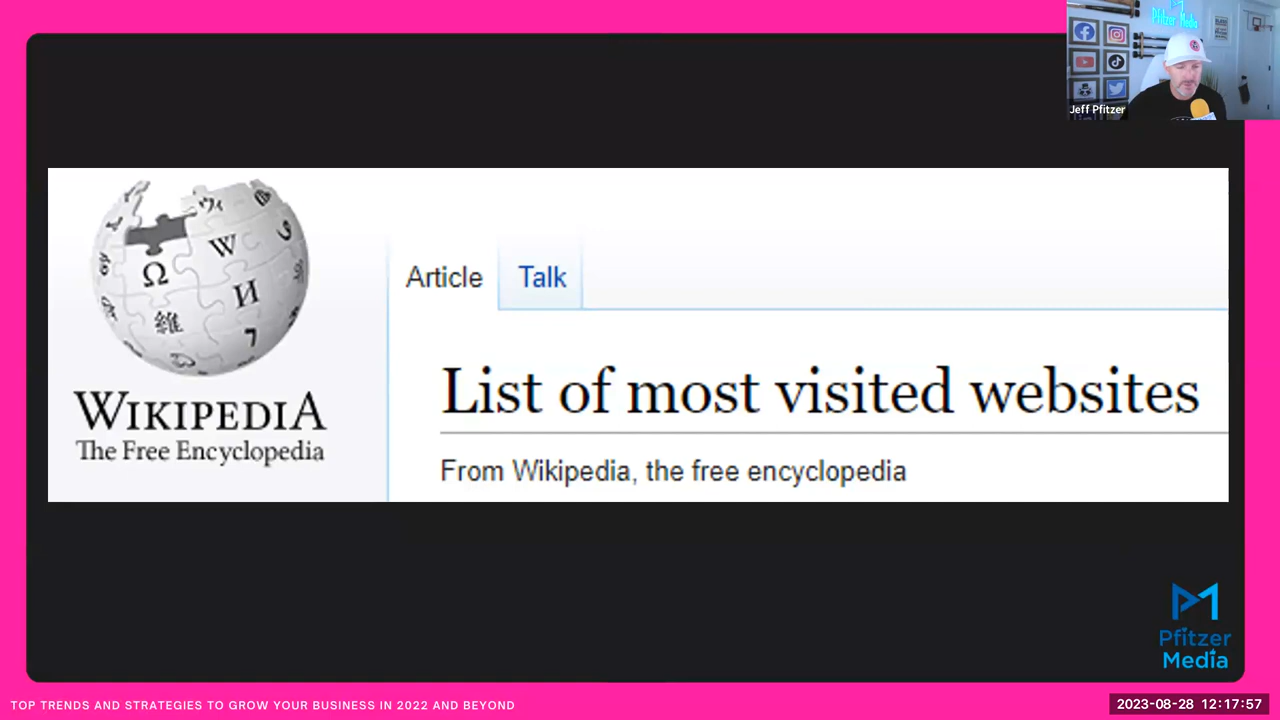 Pfitzer Media
Jeff Pfitzer
Article
Talk
WIKIPEDIA
The Free Encyclopedia
List of most visited websites
From Wikipedia, the free encyclopedia
Pfitzer
Media
TOP TRENDS AND STRATEGIES TO GROW YOUR BUSINESS IN 2022 AND BEYOND
2023-08-28 12:17:57